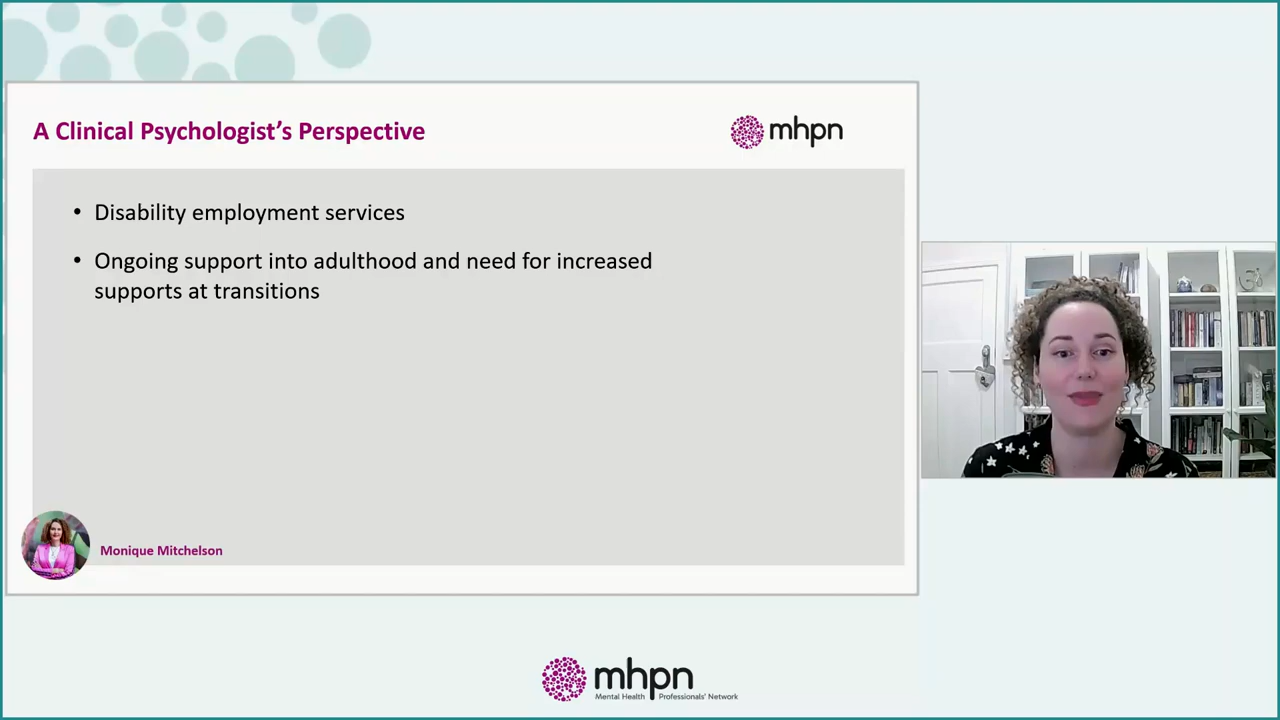 A Clinical Psychologist's Perspective
mhpn
• Disability employment services
• Ongoing support into adulthood and need for increased
supports at transitions
Monique Mitchelson
mhpn
Mental Health Professionals' Network